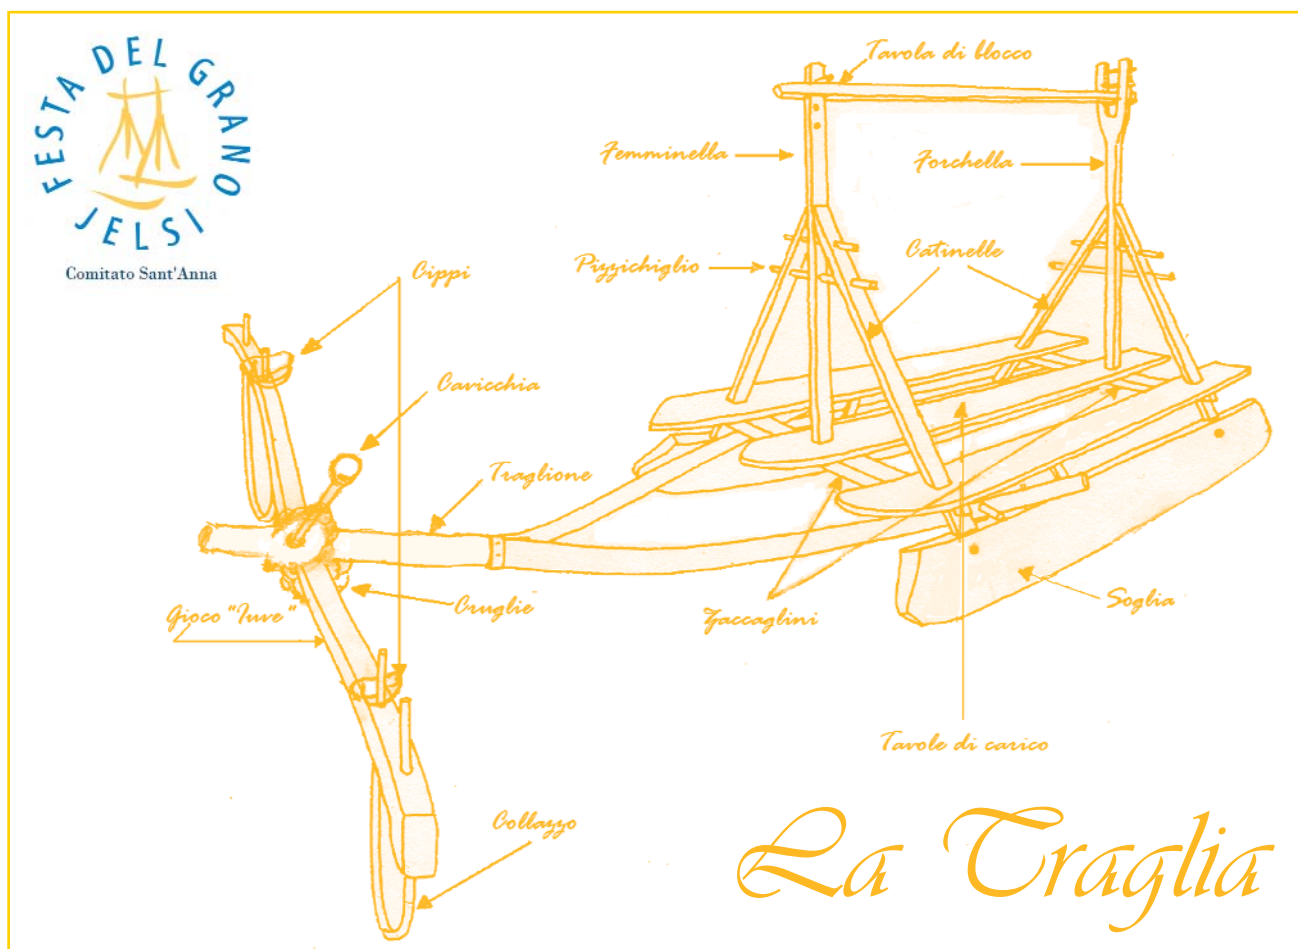 FESTA DEL GRANO
JELSI
Comitato Sant'Anna
Tavola di blocco
Femminella
Forchella
Pizzichiglio
Catinelle
Cippi
Cavicchia
Traglione
Gioco "Iuve"
Cruglie
Zaccaglini
Soglia
Tavole di carico
Collazzo
La Traglia